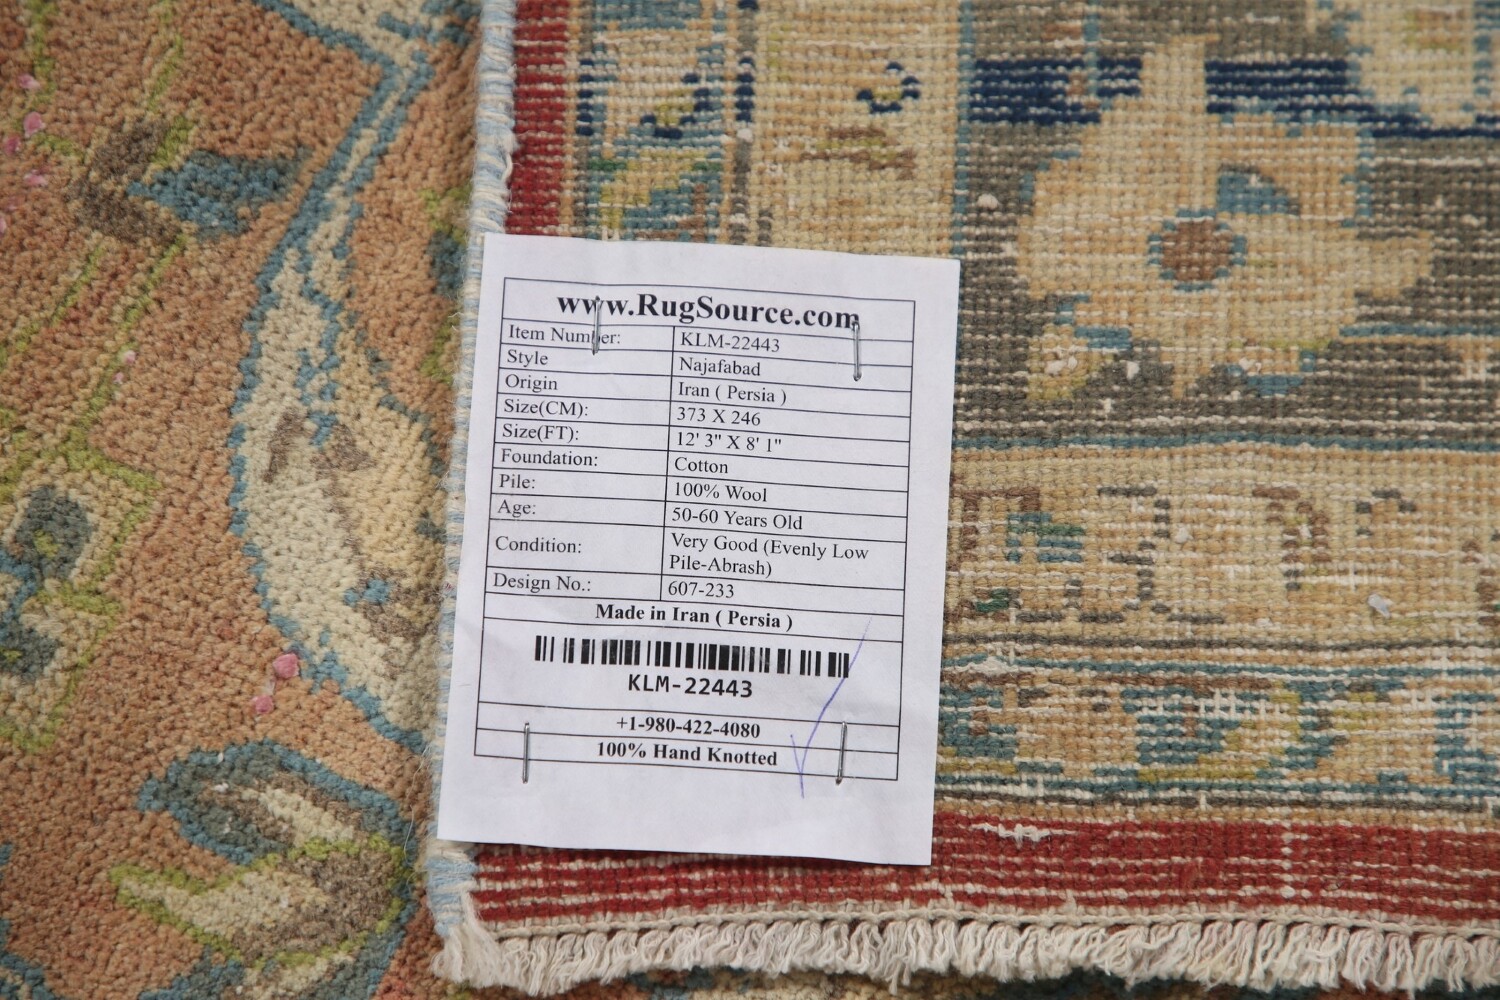 www.RugSource.com
Item Number: KLM-22443
Style Najafabad
Origin Iran ( Persia )
Size(CM): 373 X 246
Size(FT): 12' 3" X 8' 1"
Foundation: Cotton
Pile: 100% Wool
Age: 50-60 Years Old
Condition: Very Good (Evenly Low
Pile-Abrash)
Design No.: 607-233
Made in Iran ( Persia )
KLM-22443
+1-980-422-4080
100% Hand Knotted